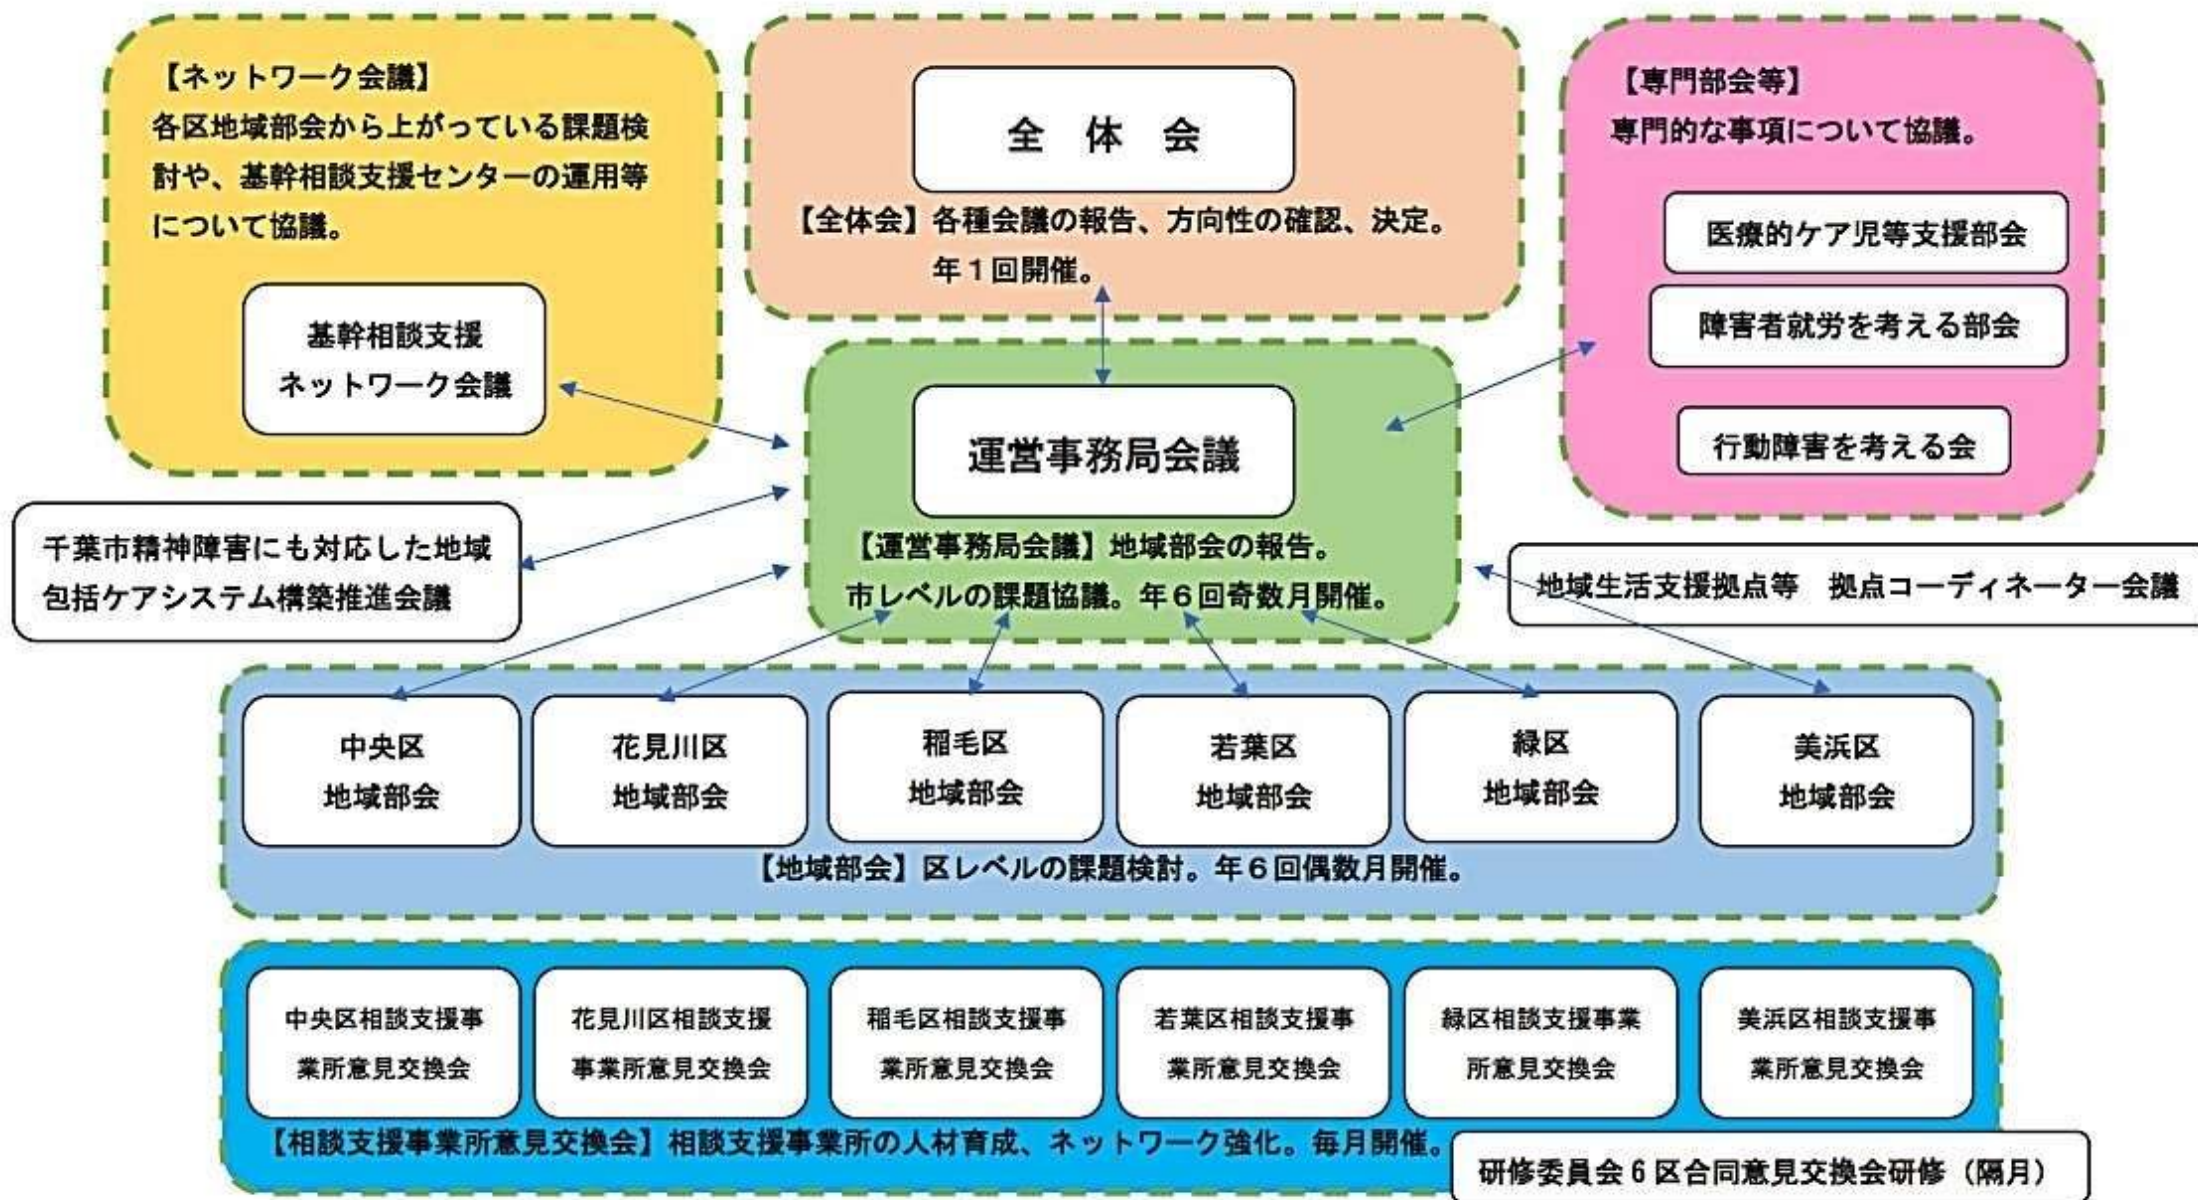 【ネットワーク会議】
各区地域部会から上がっている課題検
討や、基幹相談支援センターの運用等
について協議。
基幹相談支援
ネットワーク会議
全 体 会
【全体会】各種会議の報告、方向性の確認、決定。
年1回開催。
【専門部会等】
専門的な事項について協議。
医療的ケア児等支援部会
障害者就労を考える部会
行動障害を考える会
運営事務局会議
【運営事務局会議】地域部会の報告。
市レベルの課題協議。年6回奇数月開催。
千葉市精神障害にも対応した地域
包括ケアシステム構築推進会議
地域生活支援拠点等 拠点コーディネーター会議
中央区
地域部会
花見川区
地域部会
稲毛区
地域部会
若葉区
地域部会
緑区
地域部会
美浜区
地域部会
【地域部会】区レベルの課題検討。年6回偶数月開催。
中央区相談支援事
業所意見交換会
花見川区相談支援
事業所意見交換会
稲毛区相談支援事
業所意見交換会
若葉区相談支援事
業所意見交換会
緑区相談支援事業
所意見交換会
美浜区相談支援事
業所意見交換会
【相談支援事業所意見交換会】相談支援事業所の人材育成、ネットワーク強化。毎月開催。
研修委員会6区合同意見交換会研修（隔月）